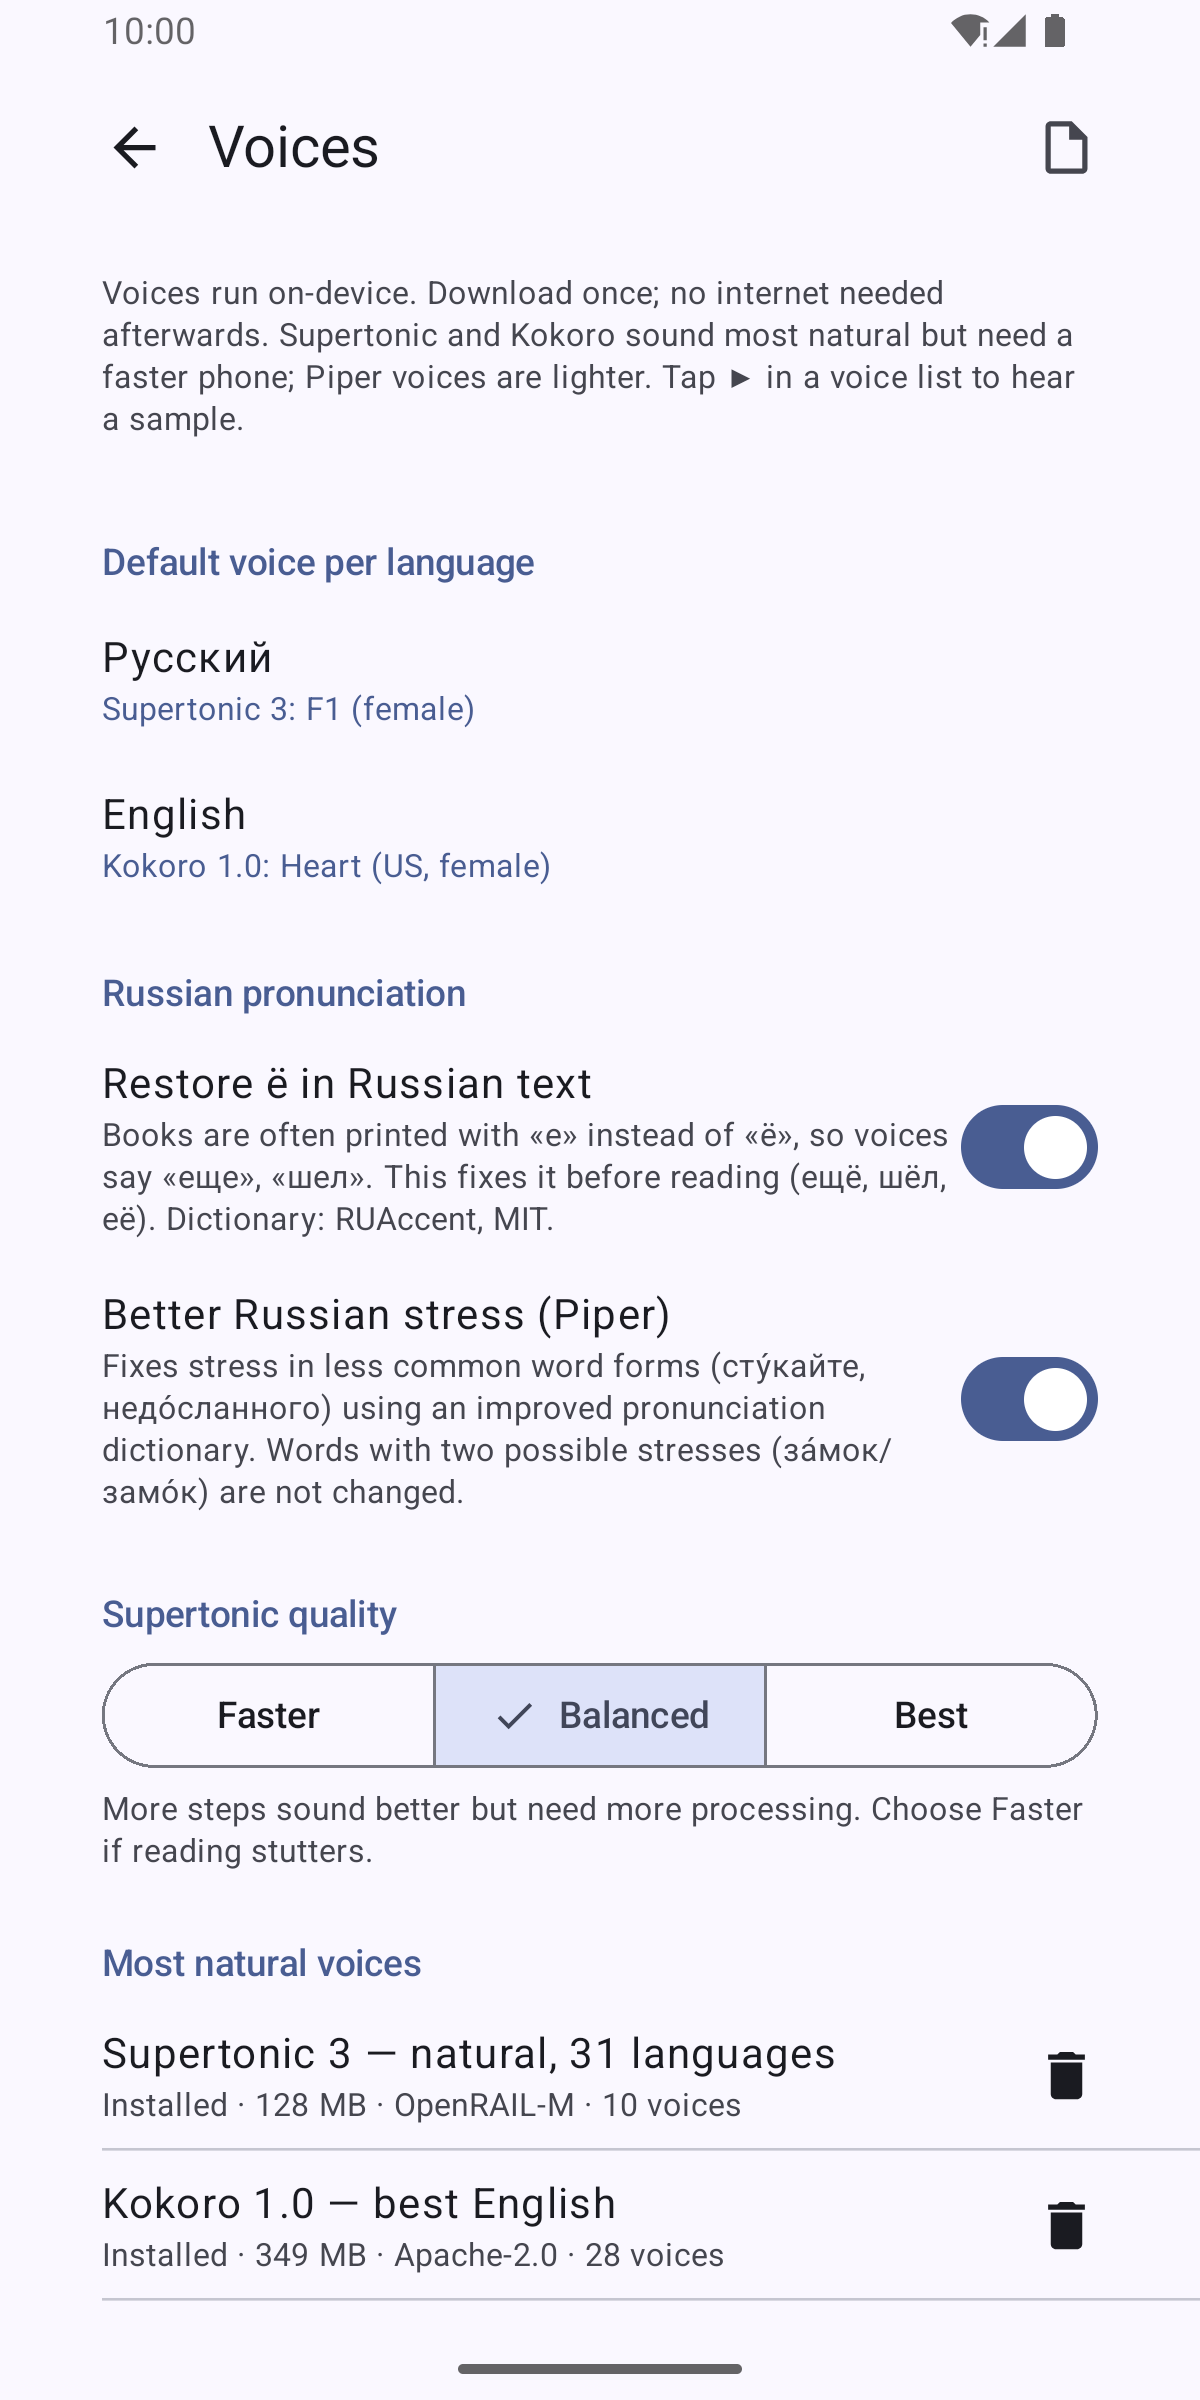 10:00
Voices
Voices run on-device. Download once; no internet needed
afterwards. Supertonic and Kokoro sound most natural but need a
faster phone; Piper voices are lighter. Tap ► in a voice list to hear
a sample.
Default voice per language
Русский
Supertonic 3: F1 (female)
English
Kokoro 1.0: Heart (US, female)
Russian pronunciation
Restore ё in Russian text
Books are often printed with «е» instead of «ё», so voices
say «еще», «шел». This fixes it before reading (ещё, шёл,
её). Dictionary: RUAccent, MIT.
Better Russian stress (Piper)
Fixes stress in less common word forms (сту́кайте,
недо́сланного) using an improved pronunciation
dictionary. Words with two possible stresses (за́мок/
замо́к) are not changed.
Supertonic quality
Faster
Balanced
Best
More steps sound better but need more processing. Choose Faster
if reading stutters.
Most natural voices
Supertonic 3 — natural, 31 languages
Installed · 128 MB · OpenRAIL-M · 10 voices
Kokoro 1.0 — best English
Installed · 349 MB · Apache-2.0 · 28 voices